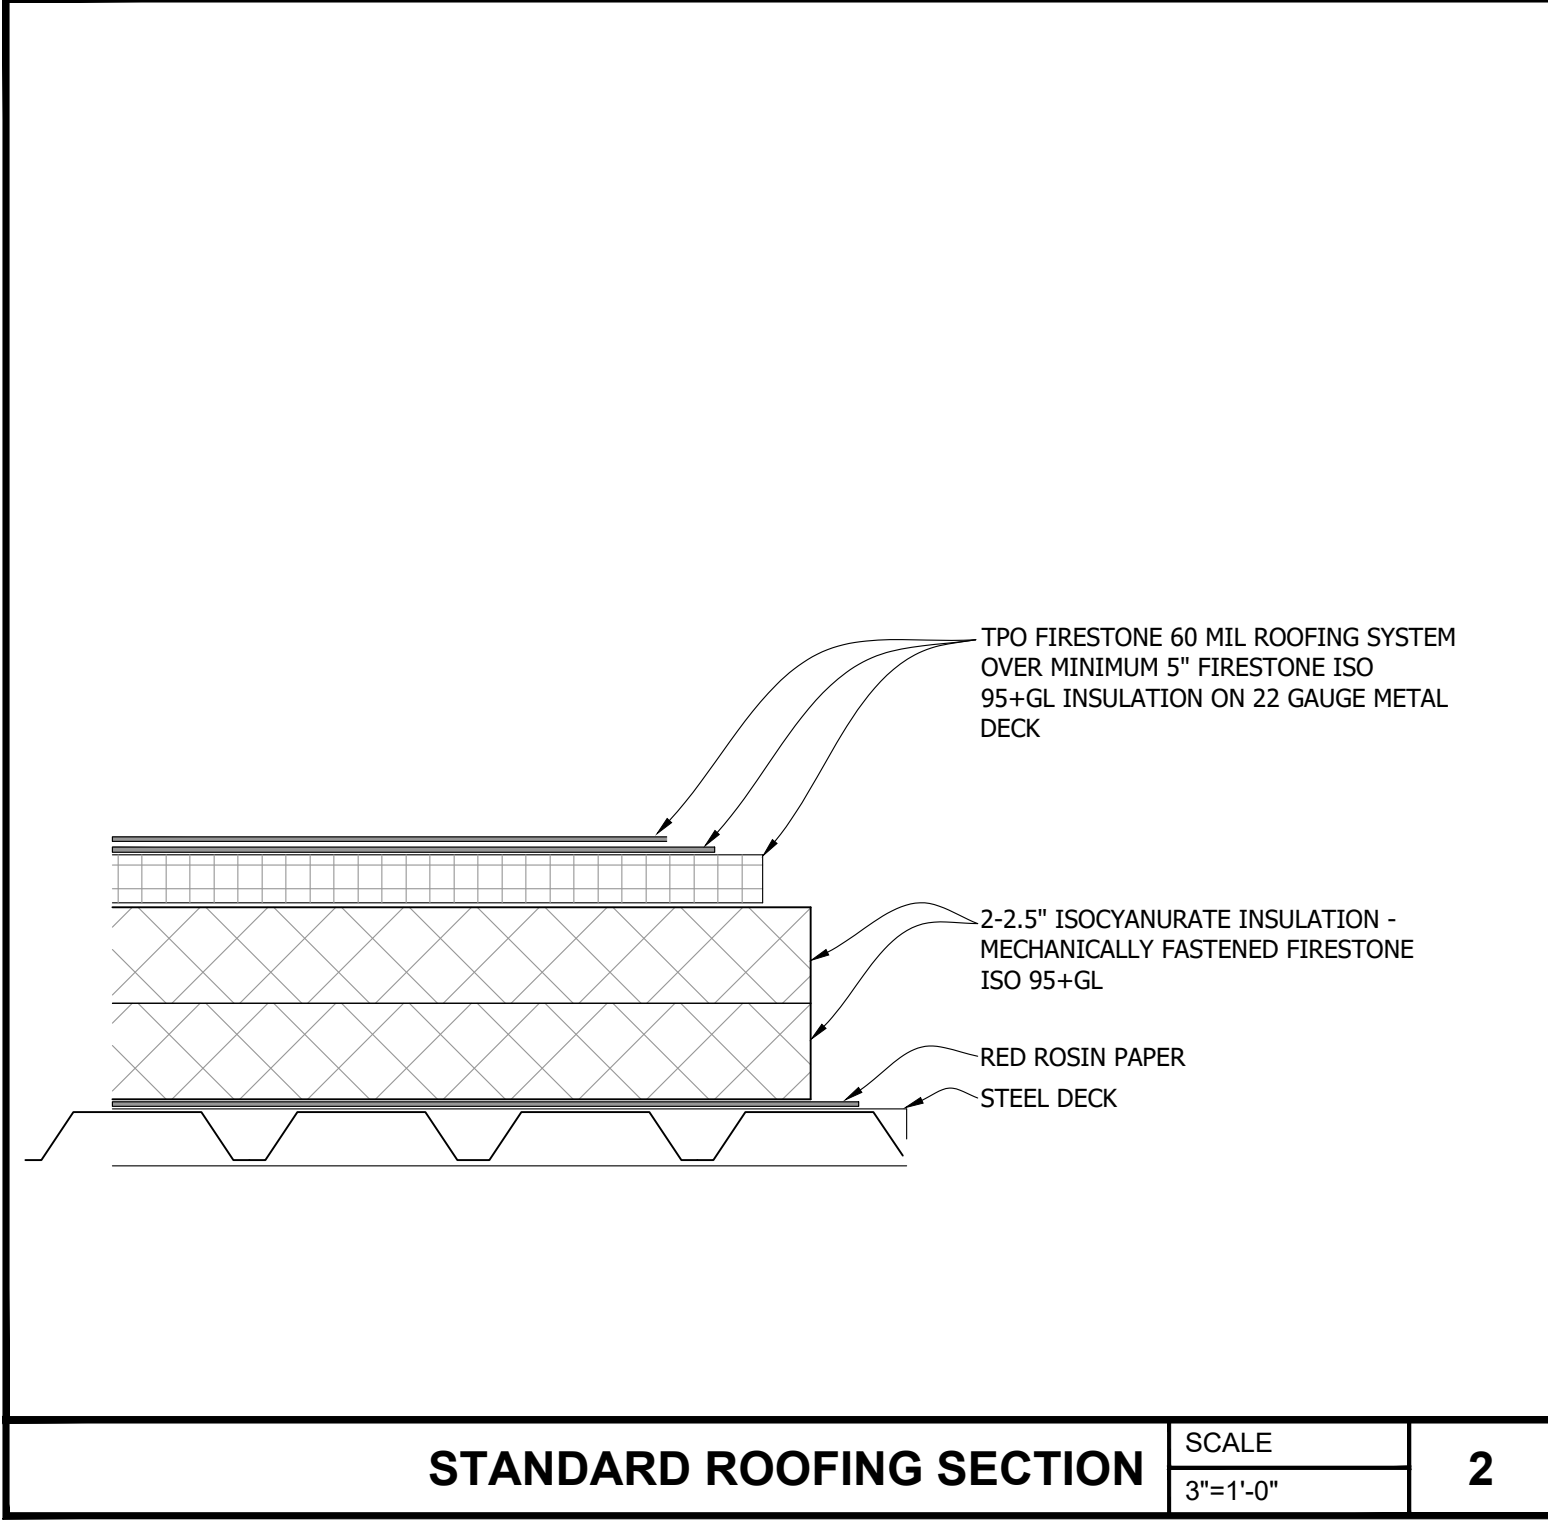 TPO FIRESTONE 60 MIL ROOFING SYSTEM
OVER MINIMUM 5" FIRESTONE ISO
95+GL INSULATION ON 22 GAUGE METAL
DECK
2-2.5" ISOCYANURATE INSULATION -
MECHANICALLY FASTENED FIRESTONE
ISO 95+GL
RED ROSIN PAPER
STEEL DECK
STANDARD ROOFING SECTION
SCALE
3"=1'-0"
2